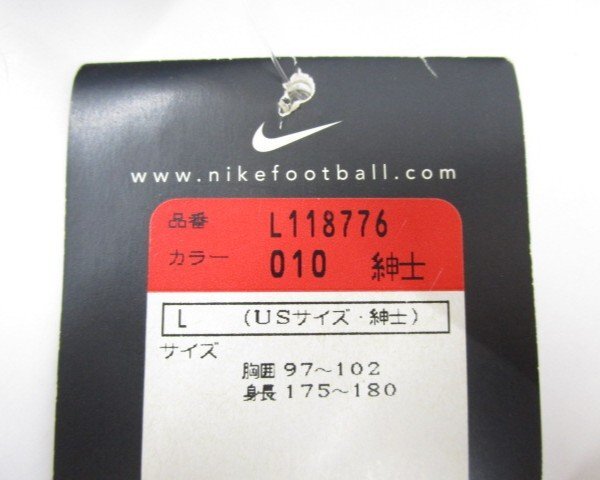 www.nikefootball.com
品番 L118776
カラー 010 紳士
L (USサイズ・紳士)
サイズ
胸囲 97〜102
身長 175〜180